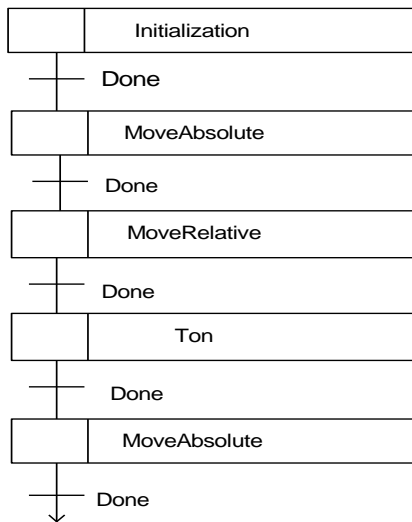 Initialization
Done
MoveAbsolute
Done
MoveRelative
Done
Ton
Done
MoveAbsolute
Done